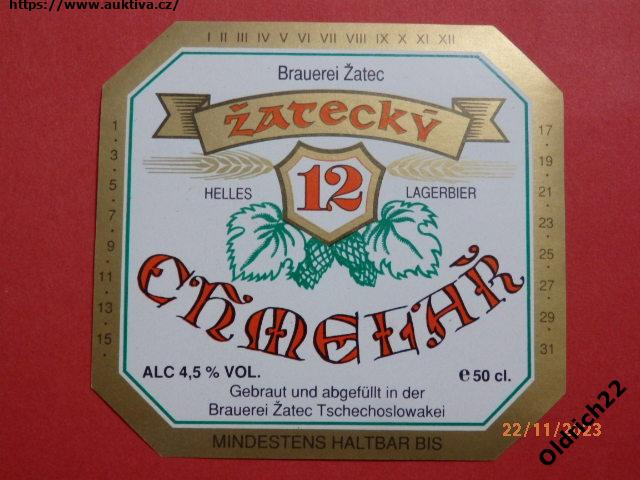 https://www.auktiva.cz/
I II III IV V VI VII VIII IX X XI XII
Brauerei Žatec
ŽATECKÝ
12
HELLES LAGERBIER
CHMELAŘ
ALC 4,5 % VOL. e 50 cl.
Gebraut und abgefüllt in der
Brauerei Žatec Tschechoslowakei
MINDESTENS HALTBAR BIS
1 · 3 · 5 · 7 · 9 · 11 · 13 · 15 ·
17 · 19 · 21 · 23 · 25 · 27 · 29 · 31
22/11/2023
Oldrich22